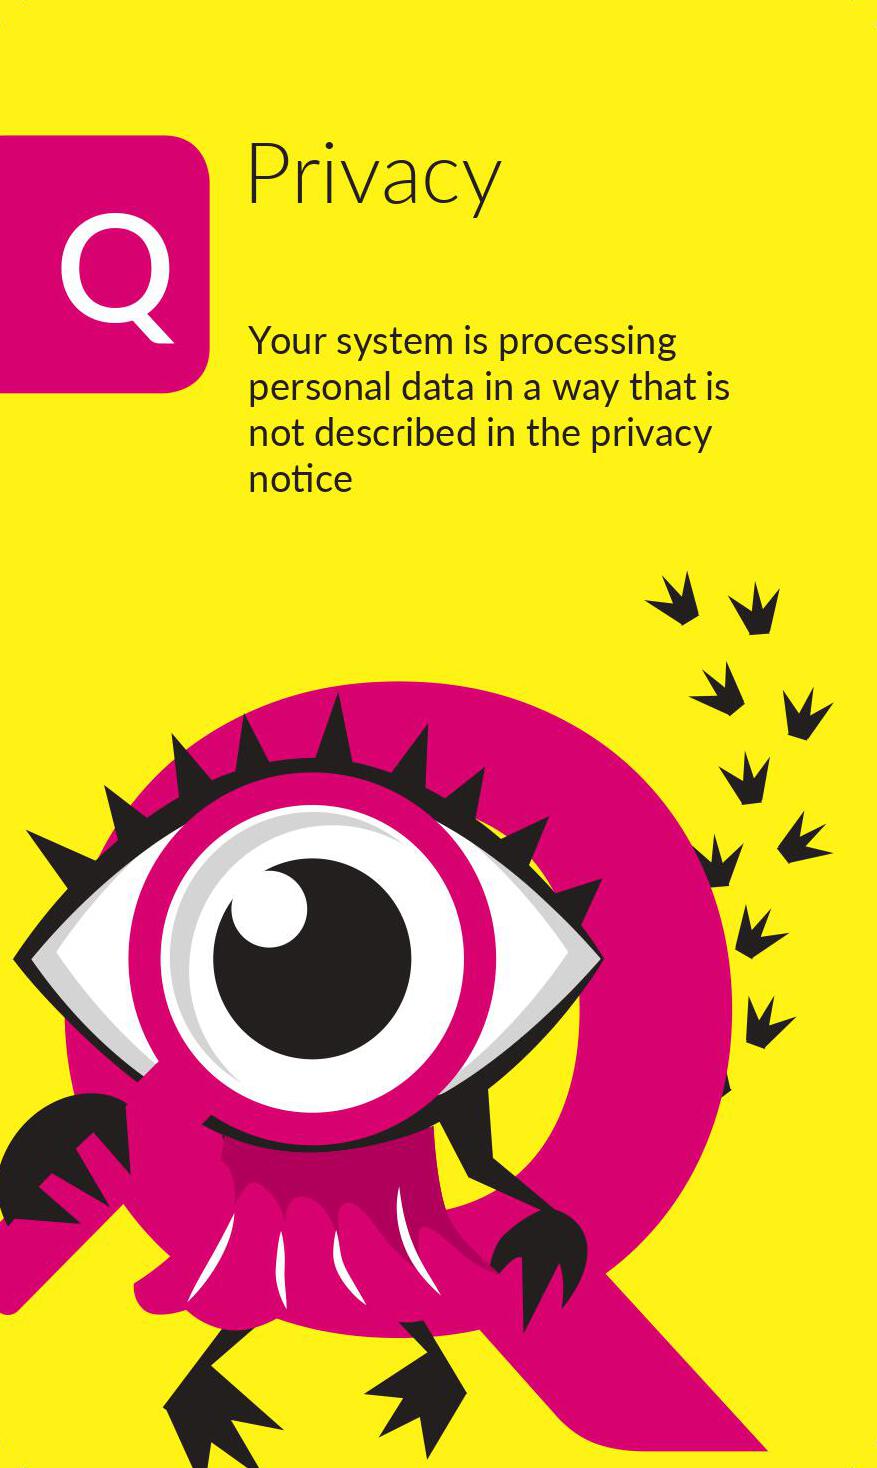 Privacy
Q
Your system is processing
personal data in a way that is
not described in the privacy
notice